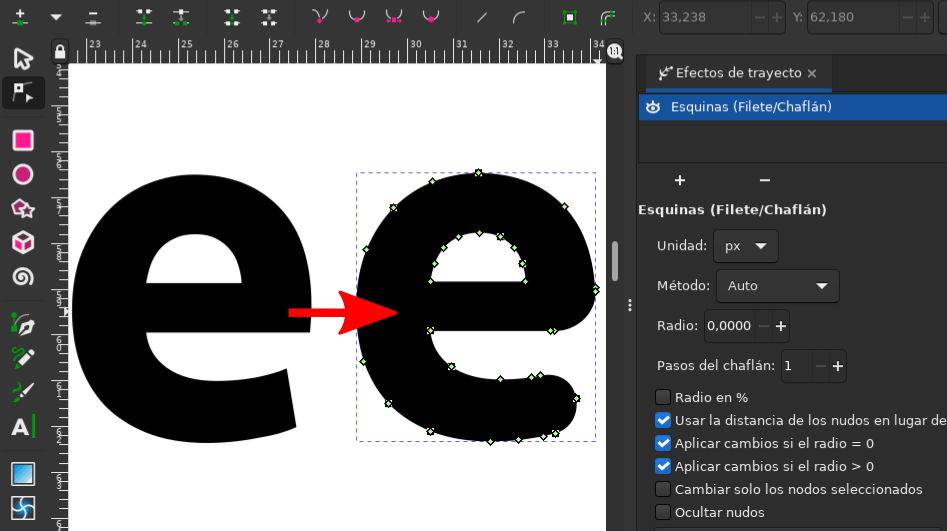 X: 33,238 Y: 62,180
23 24 25 26 27 28 29 30 31 32 33 34
1:1
Efectos de trayecto ×
Esquinas (Filete/Chaflán)
+ −
Esquinas (Filete/Chaflán)
Unidad: px
Método: Auto
Radio: 0,0000 − +
Pasos del chaflán: 1 − +
Radio en %
Usar la distancia de los nudos en lugar de
Aplicar cambios si el radio = 0
Aplicar cambios si el radio > 0
Cambiar solo los nodos seleccionados
Ocultar nudos
A
e e